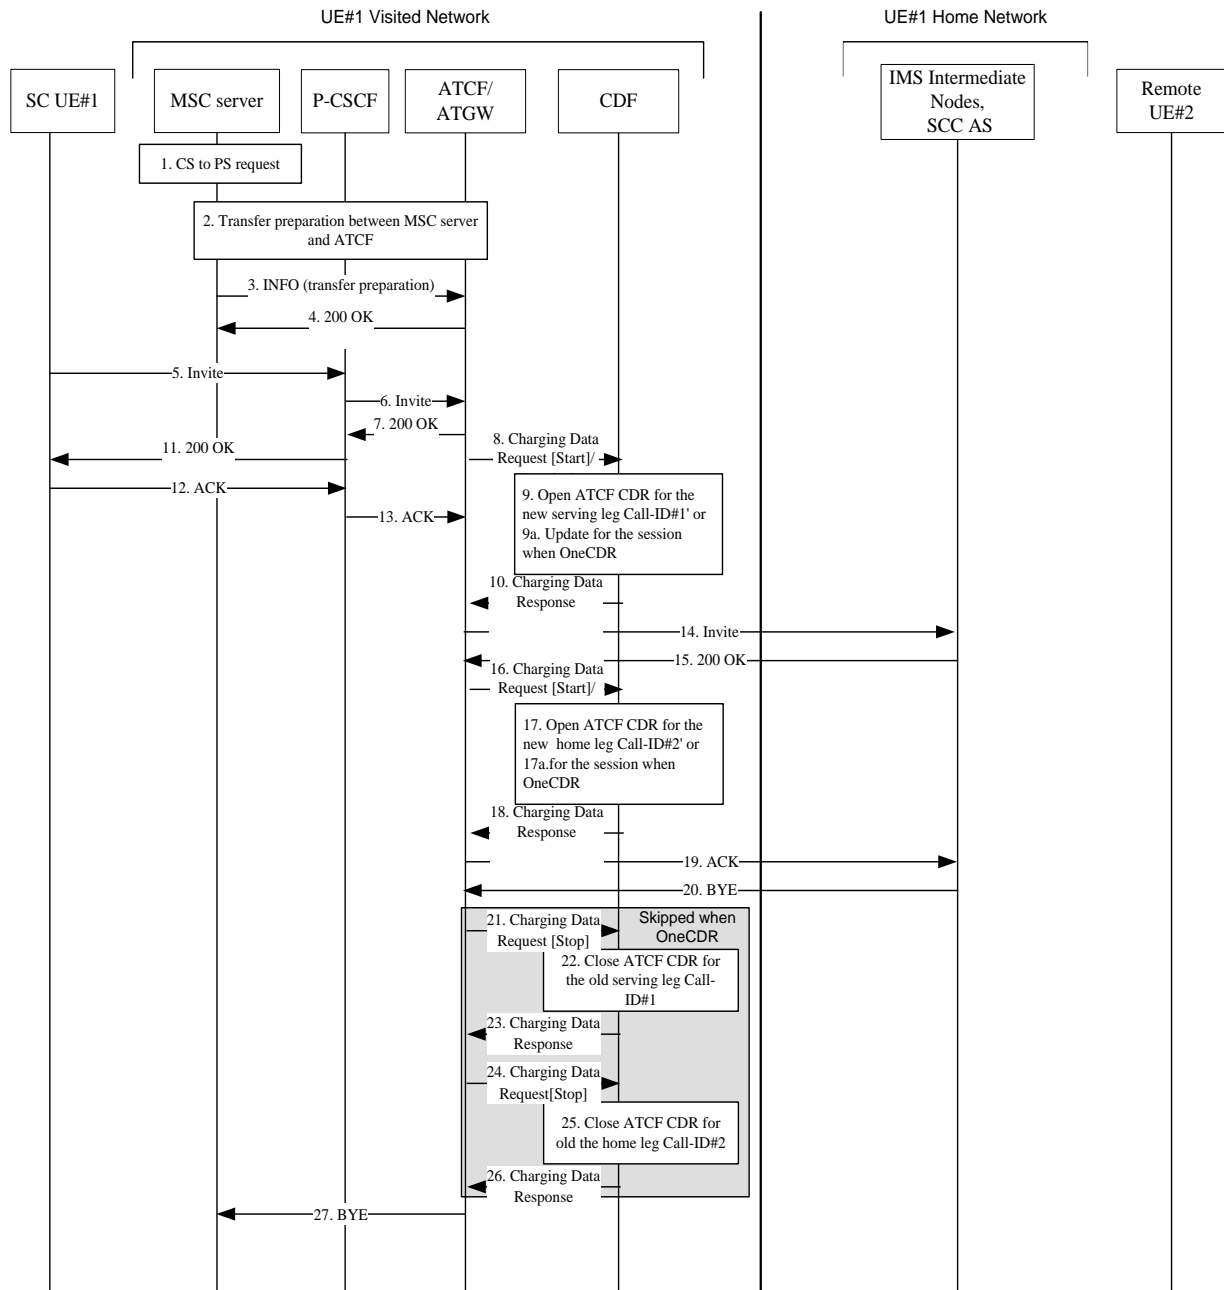 UE#1 Visited Network
UE#1 Home Network
SC UE#1
MSC server
P-CSCF
ATCF/
ATGW
CDF
IMS Intermediate
Nodes,
SCC AS
Remote
UE#2
1. CS to PS request
2. Transfer preparation between MSC server
and ATCF
3. INFO (transfer preparation)
4. 200 OK
5. Invite
6. Invite
7. 200 OK
8. Charging Data
Request [Start]/
11. 200 OK
12. ACK
13. ACK
9. Open ATCF CDR for the
new serving leg Call-ID#1' or
9a. Update for the session
when OneCDR
10. Charging Data
Response
14. Invite
15. 200 OK
16. Charging Data
Request [Start]/
17. Open ATCF CDR for the
new home leg Call-ID#2' or
17a.for the session when
OneCDR
18. Charging Data
Response
19. ACK
20. BYE
21. Charging Data
Request [Stop]
Skipped when
OneCDR
22. Close ATCF CDR for
the old serving leg Call-
ID#1
23. Charging Data
Response
24. Charging Data
Request[Stop]
25. Close ATCF CDR for
old the home leg Call-ID#2
26. Charging Data
Response
27. BYE